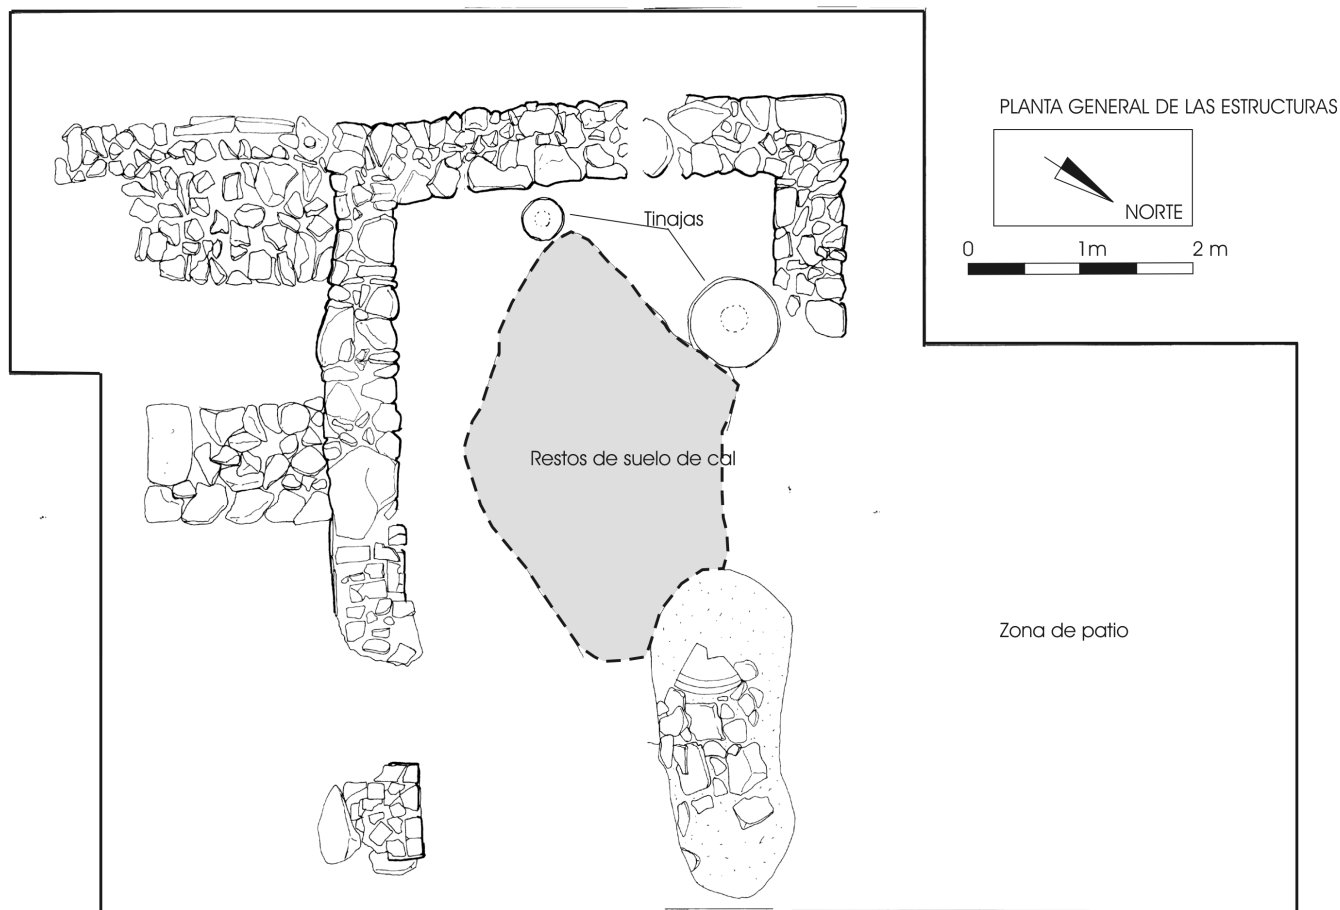 PLANTA GENERAL DE LAS ESTRUCTURAS
NORTE
0 1m 2 m
Tinajas
Restos de suelo de cal
Zona de patio